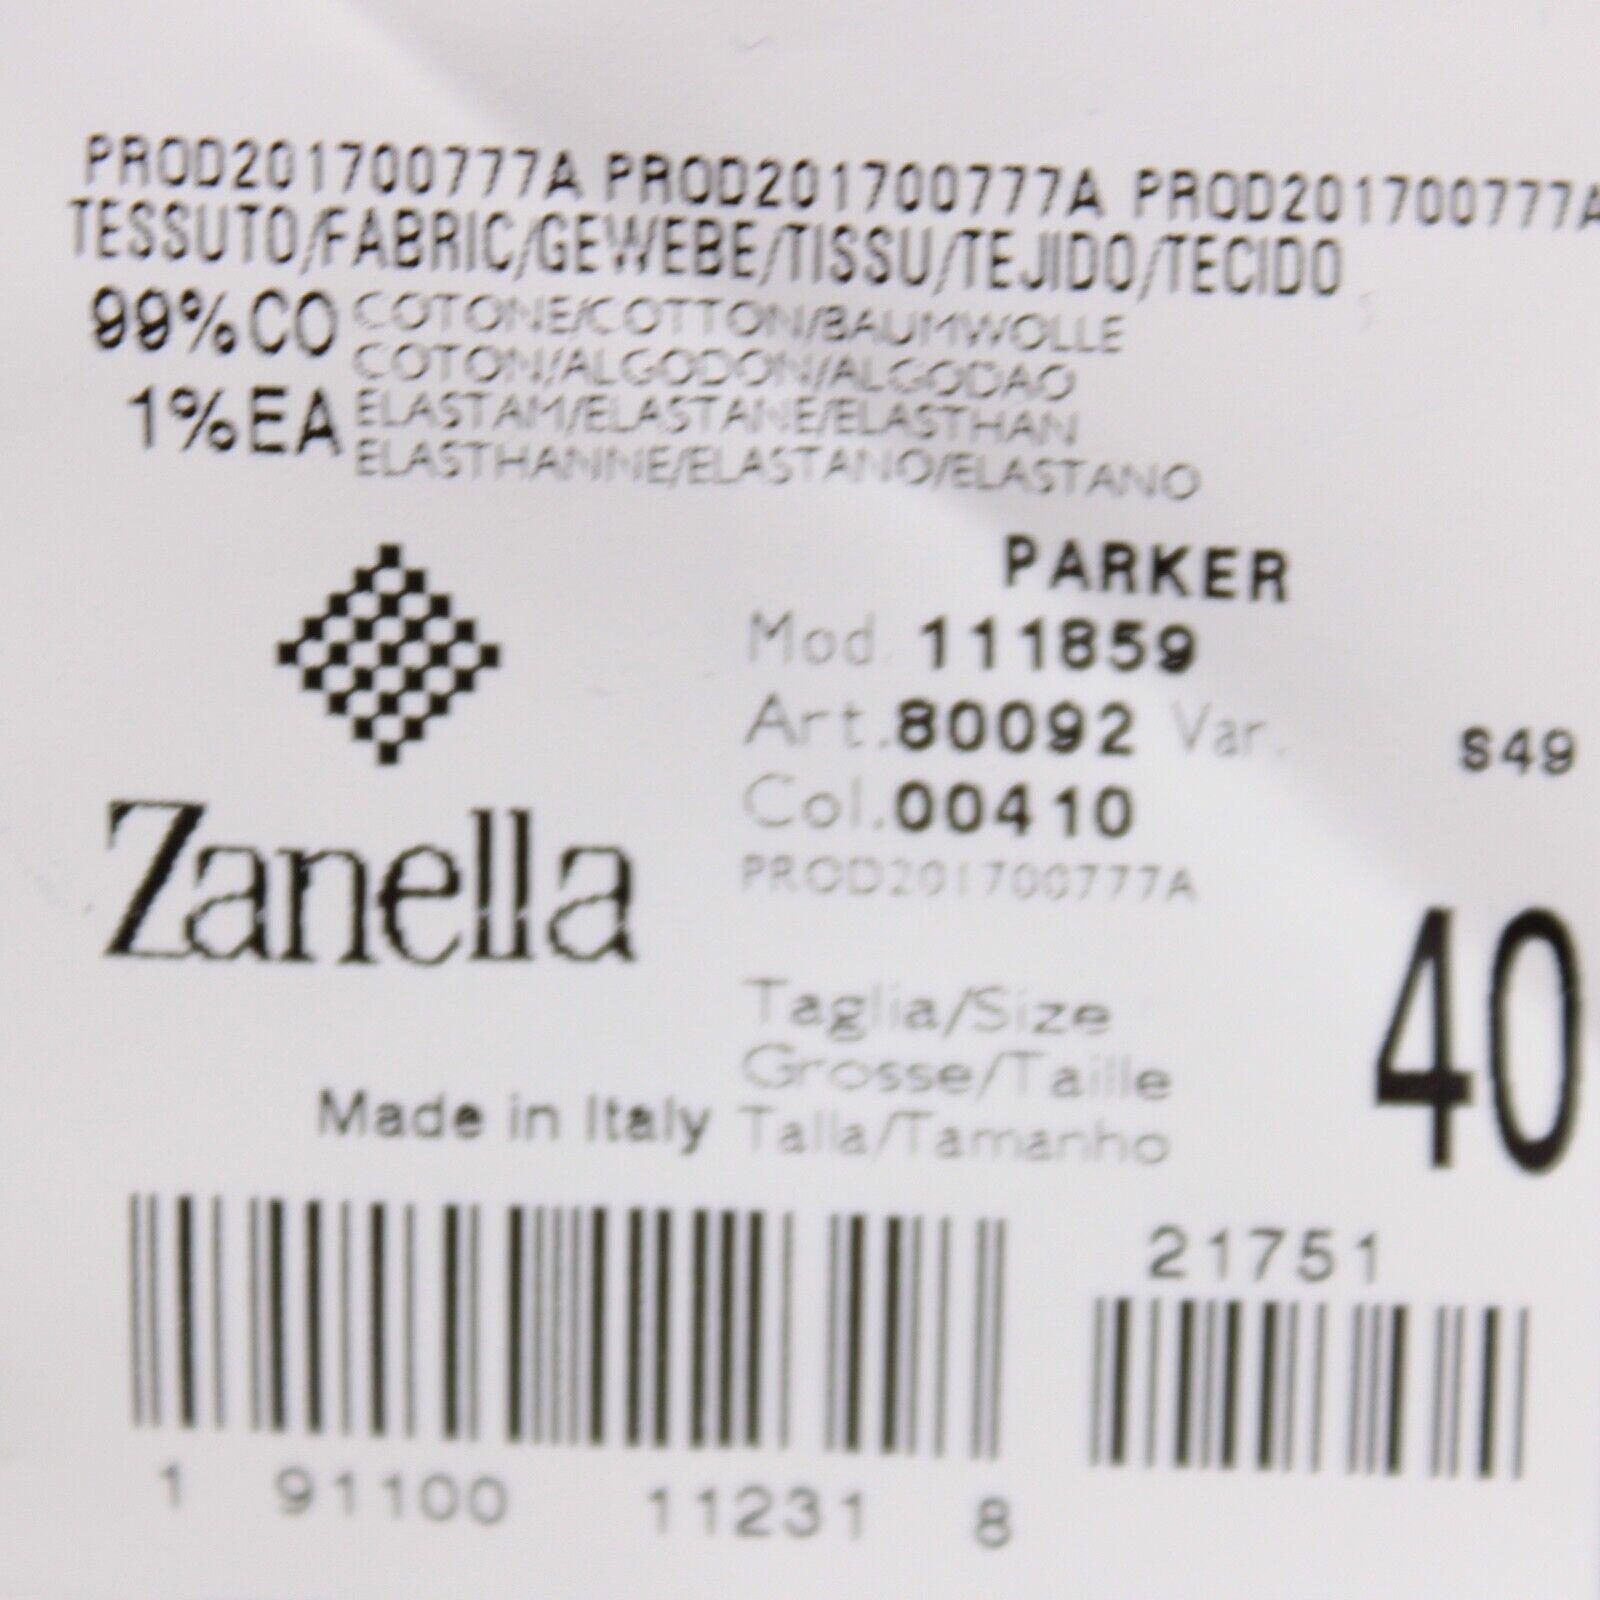 PROD201700777A PROD201700777A PROD201700777A
TESSUTO/FABRIC/GEWEBE/TISSU/TEJIDO/TECIDO
99%CO COTONE/COTTON/BAUMWOLLE
COTON/ALGODON/ALGODAO
1%EA ELASTAM/ELASTANE/ELASTHAN
ELASTHANNE/ELASTANO/ELASTANO
PARKER
Mod. 111859
Art. 80092 Var. S49
Col. 00410
PROD201700777A
Zanella
Taglia/Size
Grosse/Taille
Talla/Tamanho
40
Made in Italy
21751
1 91100 11231 8